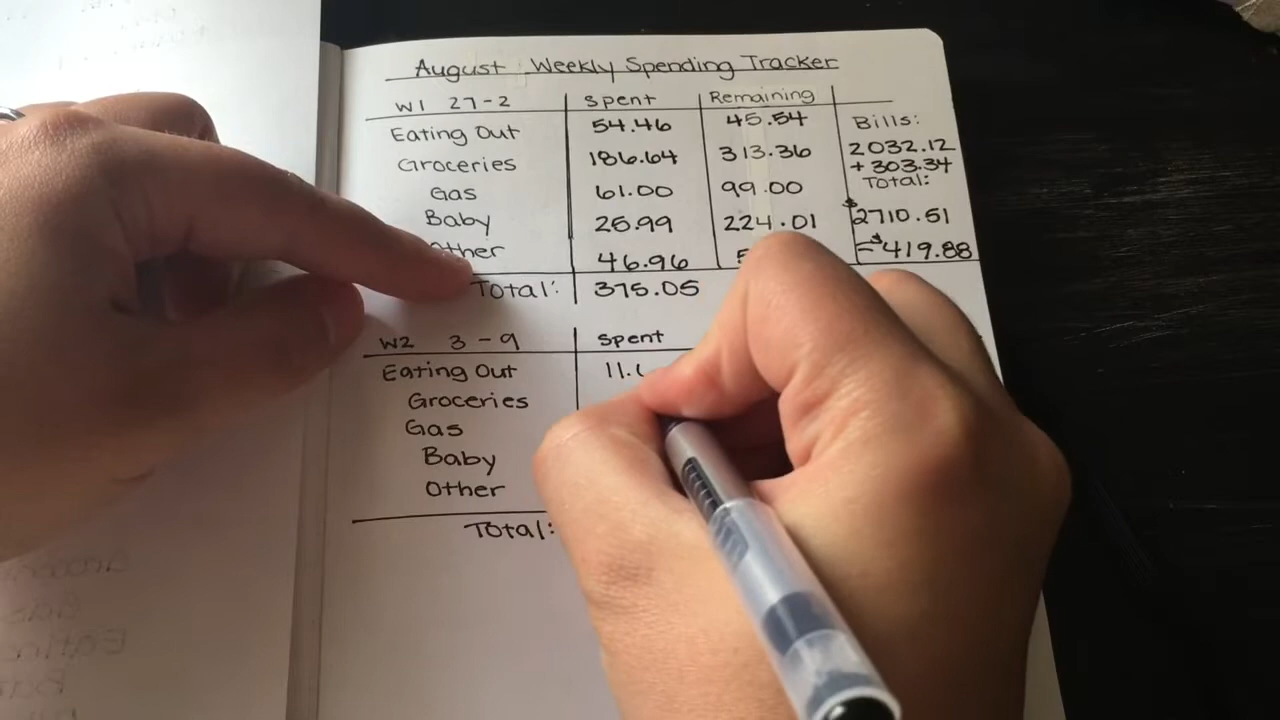 August Weekly Spending Tracker
W1 27-2 Spent Remaining
Eating Out 54.46 45.54 Bills:
Groceries 186.64 313.36 2032.12
+ 303.34
Gas 61.00 99.00 Total:
Baby 25.99 224.01 $2710.51
Other 46.96 =$419.88
Total: 375.05
W2 3-9 Spent
Eating Out 11.
Groceries
Gas
Baby
Other
Total: